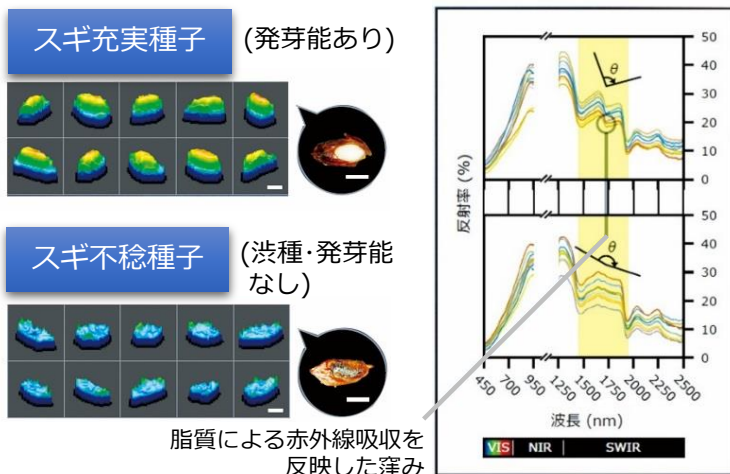 スギ充実種子
(発芽能あり)
スギ不稔種子
(渋種・発芽能
なし)
脂質による赤外線吸収を
反映した窪み
反射率 (%)
50
40
30
20
10
0
θ
50
40
30
20
10
0
θ
450 700 950 1250 1500 1750 2000 2250 2500
波長 (nm)
VIS NIR SWIR